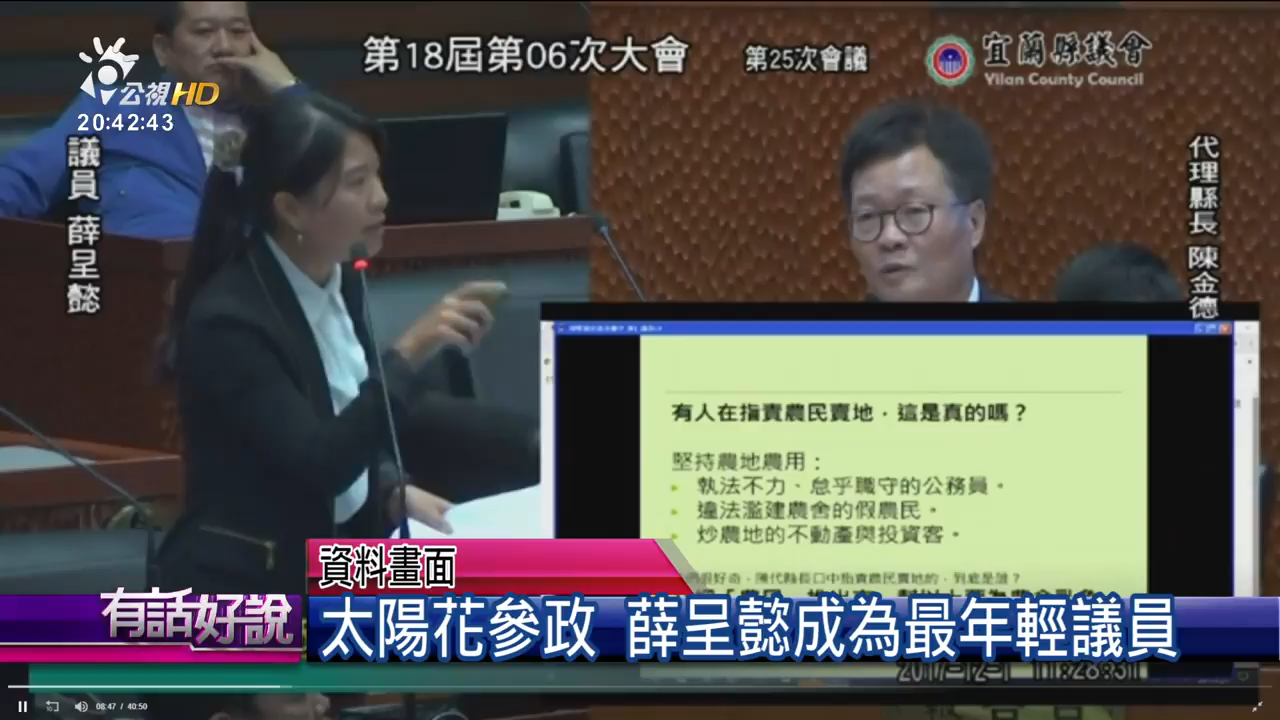 公視HD
20:42:43
第18屆第06次大會
第25次會議
宜蘭縣議會
Yilan County Council
議員 薛呈懿
代理縣長 陳金德
有人在指責農民賣地，這是真的嗎？
堅持農地農用：
執法不力、怠乎職守的公務員。
違法濫建農舍的假農民。
炒農地的不動產與投資客。
資料畫面
有話好說
太陽花參政 薛呈懿成為最年輕議員
2017-12-1 11:28:31
08:47 / 40:50